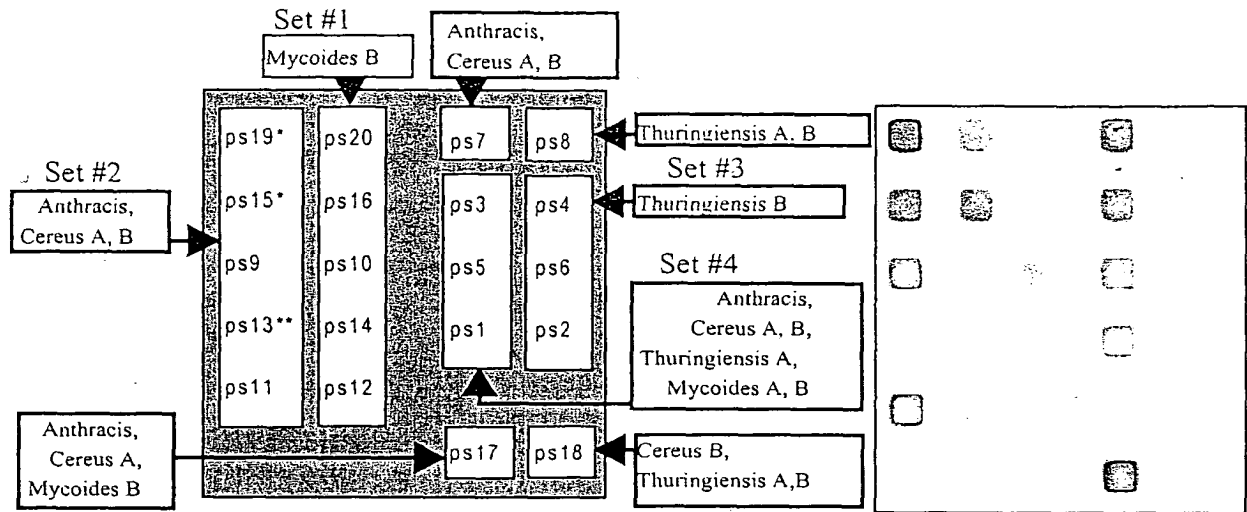 Set #1
Mycoides B
Anthracis,
Cereus A, B
ps19* ps20 ps7 ps8
Thuringiensis A, B
Set #2
Anthracis,
Cereus A, B
ps15* ps16 ps3 ps4
Set #3
Thuringiensis B
ps9 ps10 ps5 ps6
ps13** ps14 ps1 ps2
Set #4
Anthracis,
Cereus A, B,
Thuringiensis A,
Mycoides A, B
ps11 ps12
Anthracis,
Cereus A,
Mycoides B
ps17 ps18
Cereus B,
Thuringiensis A,B